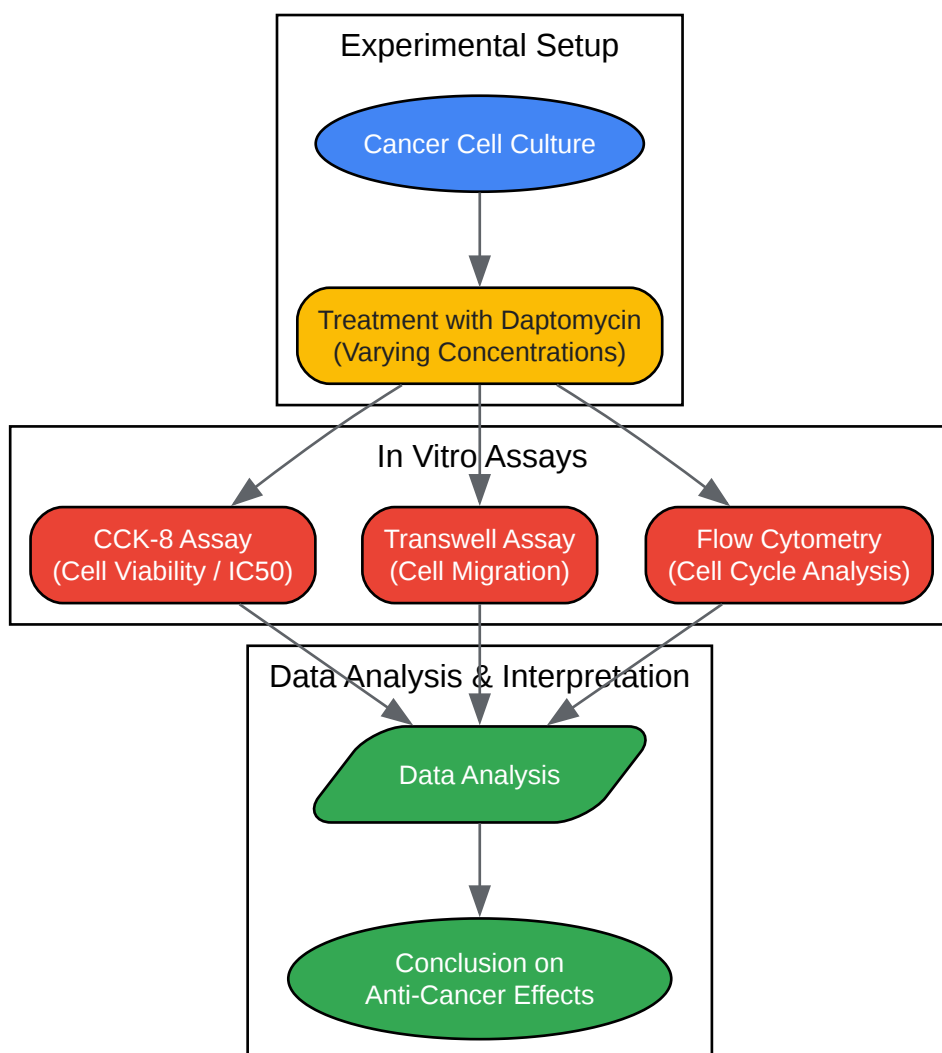 Experimental Setup
Cancer Cell Culture
Treatment with Daptomycin
(Varying Concentrations)
In Vitro Assays
CCK-8 Assay
(Cell Viability / IC50)
Transwell Assay
(Cell Migration)
Flow Cytometry
(Cell Cycle Analysis)
Data Analysis & Interpretation
Data Analysis
Conclusion on
Anti-Cancer Effects